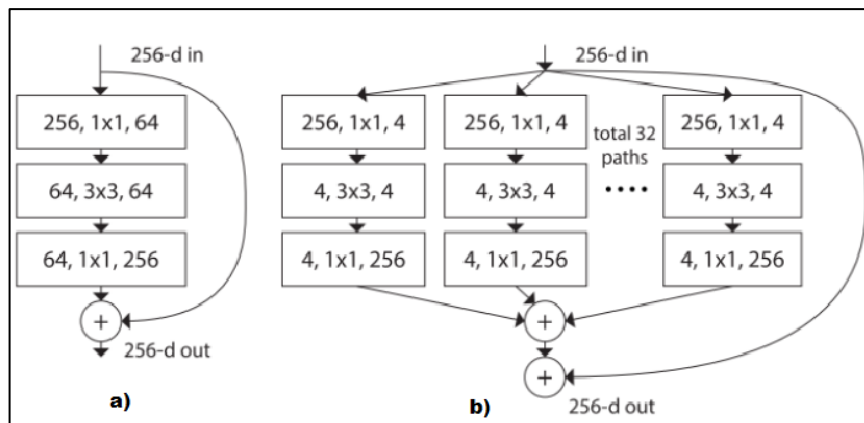 256-d in
256, 1x1, 64
64, 3x3, 64
64, 1x1, 256
+
256-d out
a)
256-d in
256, 1x1, 4
256, 1x1, 4
total 32
paths
256, 1x1, 4
4, 3x3, 4
4, 3x3, 4
....
4, 3x3, 4
4, 1x1, 256
4, 1x1, 256
4, 1x1, 256
+
+
256-d out
b)